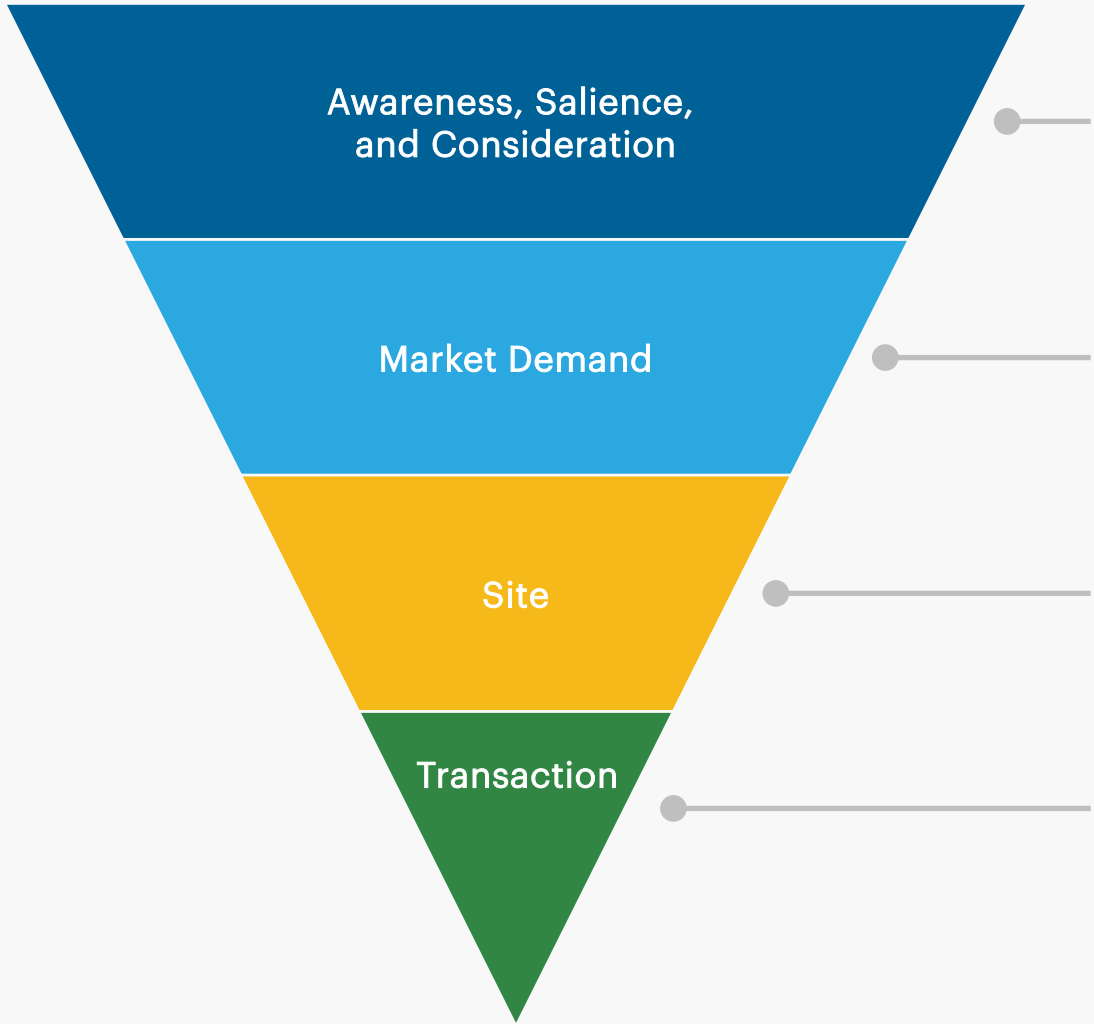 Awareness, Salience,
and Consideration
Market Demand
Site
Transaction